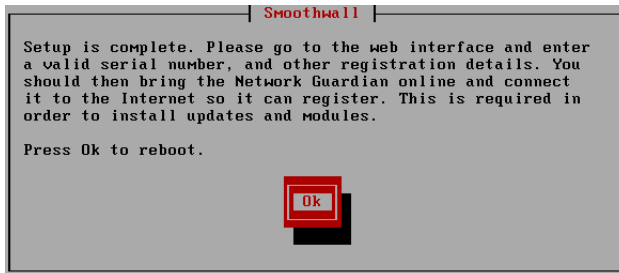 Smoothwall
Setup is complete. Please go to the web interface and enter
a valid serial number, and other registration details. You
should then bring the Network Guardian online and connect
it to the Internet so it can register. This is required in
order to install updates and modules.
Press Ok to reboot.
Ok